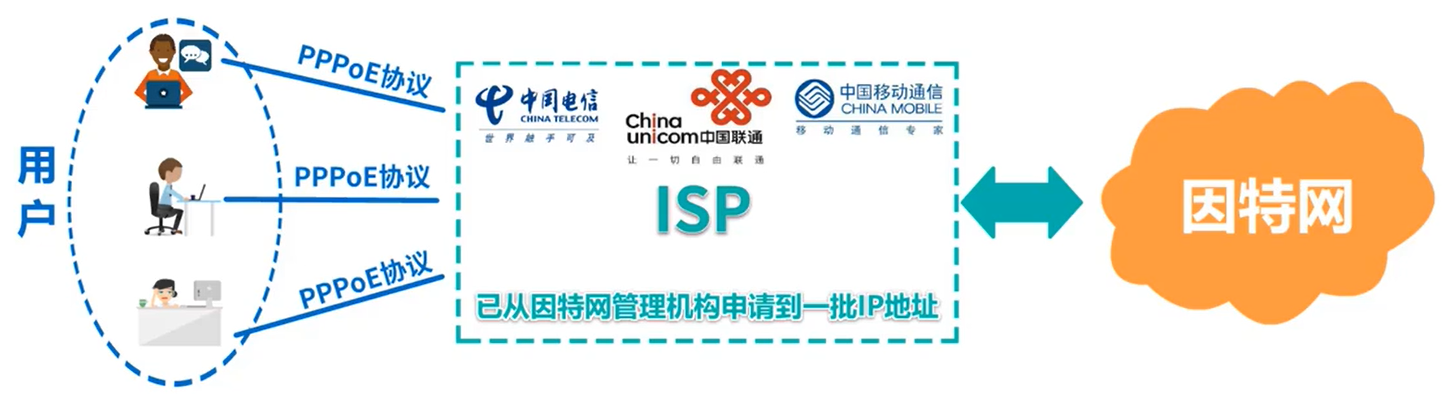 用户
PPPoE协议
PPPoE协议
PPPoE协议
中国电信
CHINA TELECOM
世界触手可及
China
unicom中国联通
让一切自由联通
中国移动通信
CHINA MOBILE
移动通信专家
ISP
已从因特网管理机构申请到一批IP地址
因特网